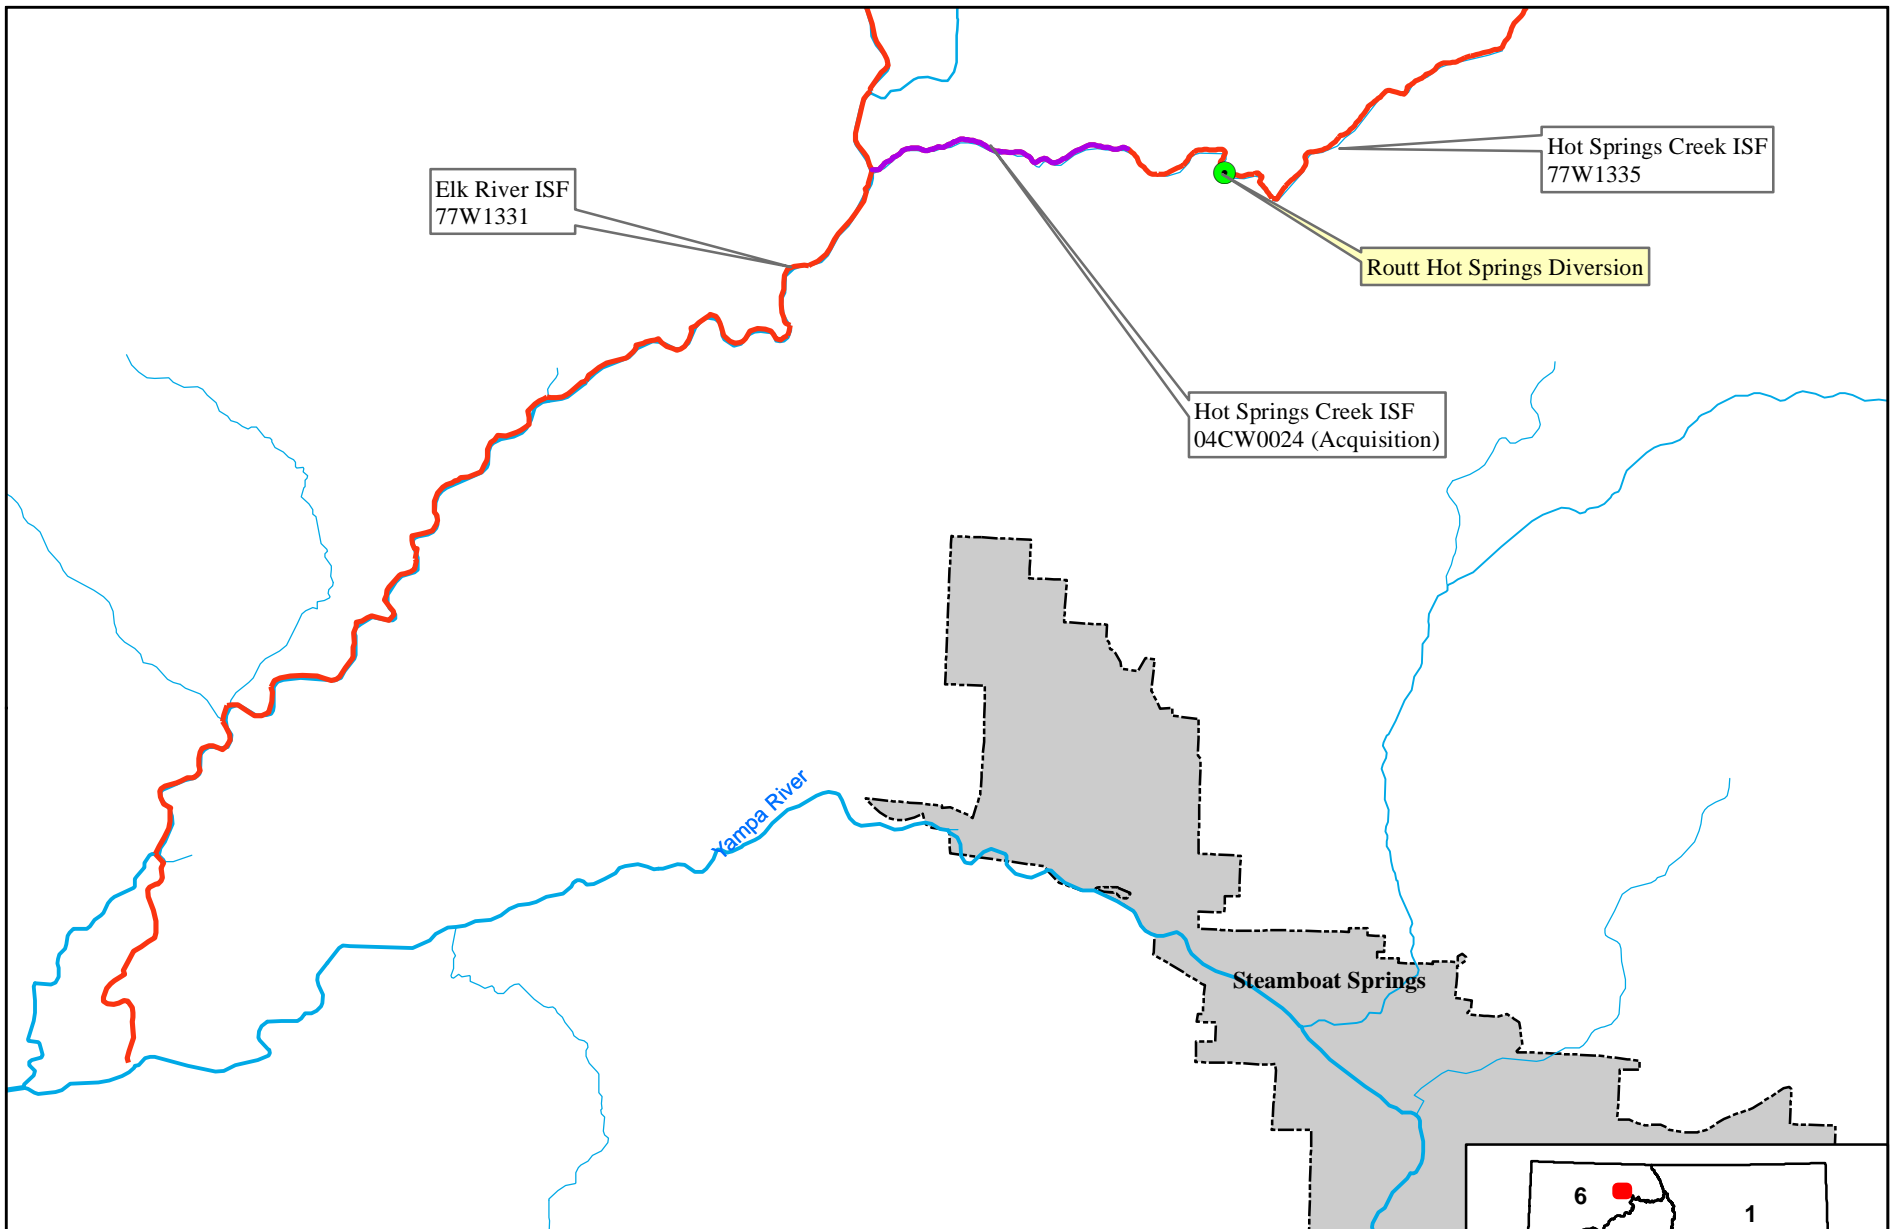 Elk River ISF
77W1331
Hot Springs Creek ISF
77W1335
Routt Hot Springs Diversion
Hot Springs Creek ISF
04CW0024 (Acquisition)
Yampa River
Steamboat Springs
6
1